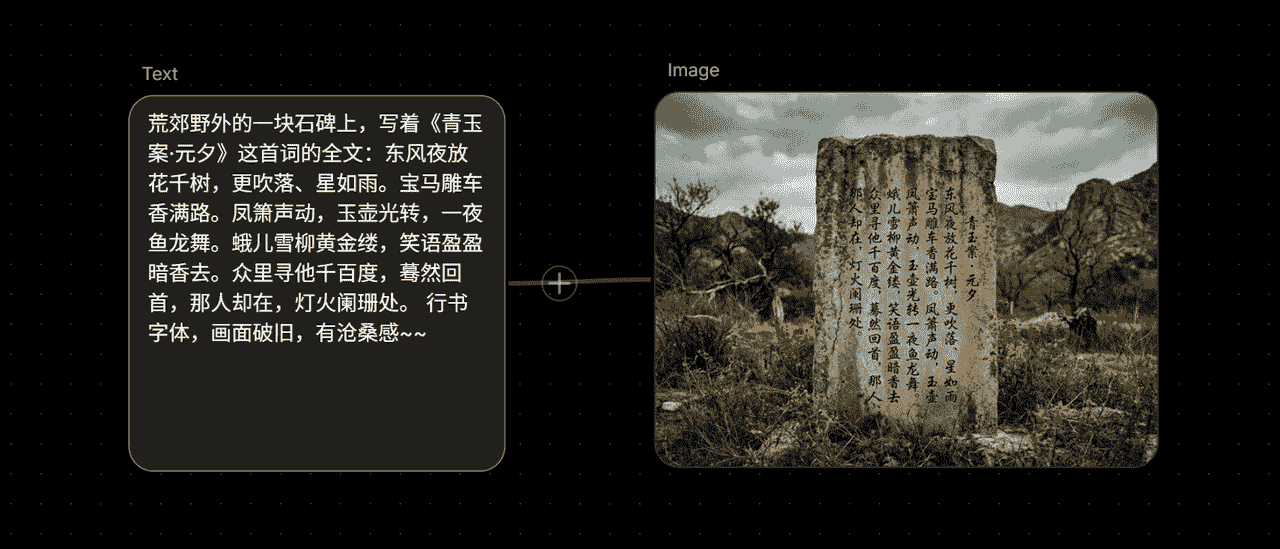 Text
荒郊野外的一块石碑上，写着《青玉
案·元夕》这首词的全文：东风夜放
花千树，更吹落、星如雨。宝马雕车
香满路。凤箫声动，玉壶光转，一夜
鱼龙舞。蛾儿雪柳黄金缕，笑语盈盈
暗香去。众里寻他千百度，蓦然回
首，那人却在，灯火阑珊处。 行书
字体，画面破旧，有沧桑感~~
Image
青玉案·元夕
东风夜放花千树，更吹落，星如雨
宝马雕车香满路。凤箫声动，玉壶
凤箫声动，玉壶光转一夜鱼龙舞。
蛾儿雪柳黄金缕，笑语盈盈暗香去
众里寻他千百度，蓦然回首，那人
那人却在，灯火阑珊处